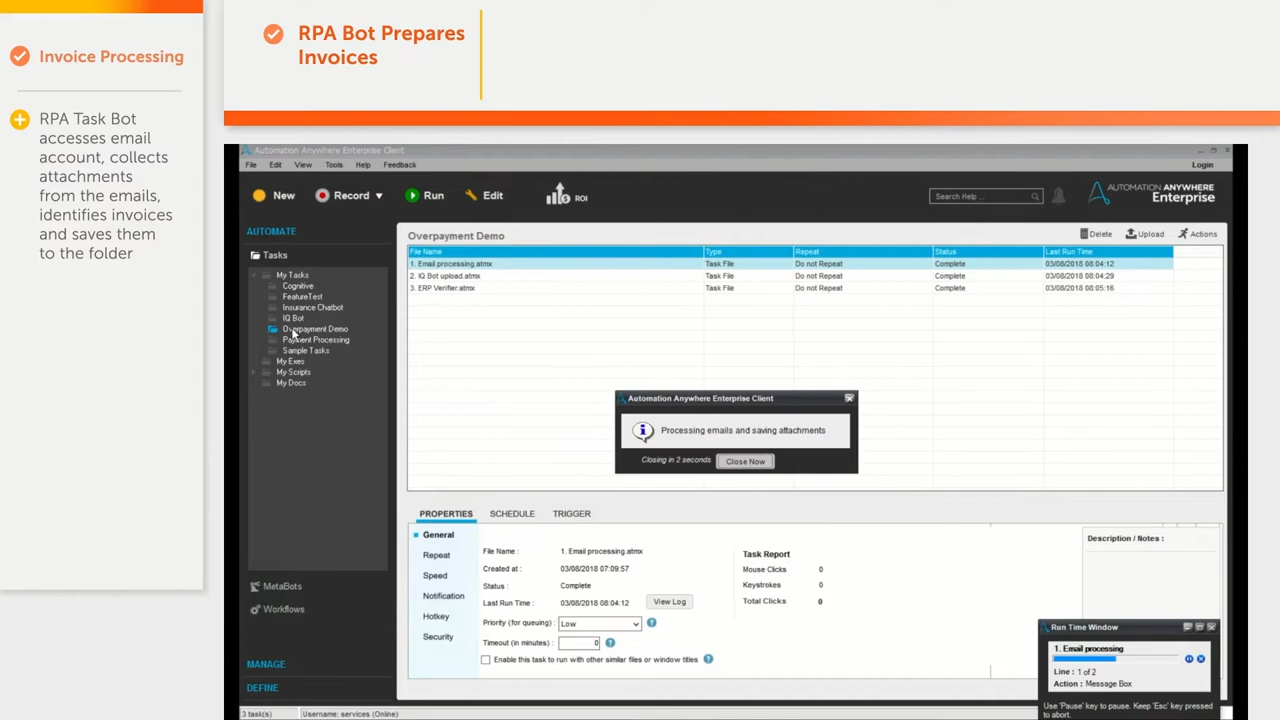 Invoice Processing
RPA Task Bot
accesses email
account, collects
attachments
from the emails,
identifies invoices
and saves them
to the folder
RPA Bot Prepares
Invoices
Automation Anywhere Enterprise Client
File Edit View Tools Help Feedback Login
New Record Run Edit ROI Search Help ... AUTOMATION ANYWHERE
Enterprise
AUTOMATE
Tasks
My Tasks
Cognitive
FeatureTest
Insurance Chatbot
IQ Bot
Overpayment Demo
Payment Processing
Sample Tasks
My Exes
My Scripts
My Docs
MetaBots
Workflows
MANAGE
DEFINE
Overpayment Demo Delete Upload Actions
File Name Type Repeat Status Last Run Time
1. Email processing.atmx Task File Do not Repeat Complete 03/08/2018 08:04:12
2. IQ Bot upload.atmx Task File Do not Repeat Complete 03/08/2018 08:04:29
3. ERP Verifier.atmx Task File Do not Repeat Complete 03/08/2018 08:05:16
Automation Anywhere Enterprise Client
Processing emails and saving attachments
Closing in 2 seconds Close Now
PROPERTIES SCHEDULE TRIGGER
General
Repeat
Speed
Notification
Hotkey
Security
File Name : 1. Email processing.atmx
Created at : 03/08/2018 07:09:57
Status : Complete
Last Run Time : 03/08/2018 08:04:12 View Log
Priority (for queuing) : Low
Timeout (in minutes) : 0
Enable this task to run with other similar files or window titles
Task Report
Mouse Clicks 0
Keystrokes 0
Total Clicks 0
Description / Notes :
Run Time Window
1. Email processing
Line : 1 of 2
Action : Message Box
Use 'Pause' key to pause. Keep 'Esc' key pressed
to abort.
3 task(s) Username: services (Online)